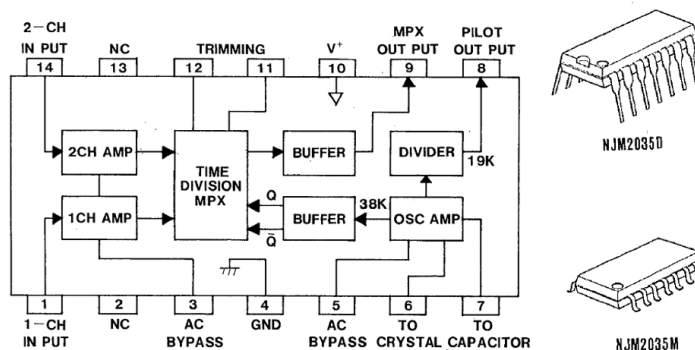 2-CH
IN PUT
NC
TRIMMING
V+
MPX
OUT PUT
PILOT
OUT PUT
14
13
12
11
10
9
8
2CH AMP
TIME
DIVISION
MPX
BUFFER
DIVIDER
19K
1CH AMP
Q
Q̄
BUFFER
38K
OSC AMP
1
2
3
4
5
6
7
1-CH
IN PUT
NC
AC
BYPASS
GND
AC
BYPASS
TO
CRYSTAL
TO
CAPACITOR
NJM2035D
NJM2035M